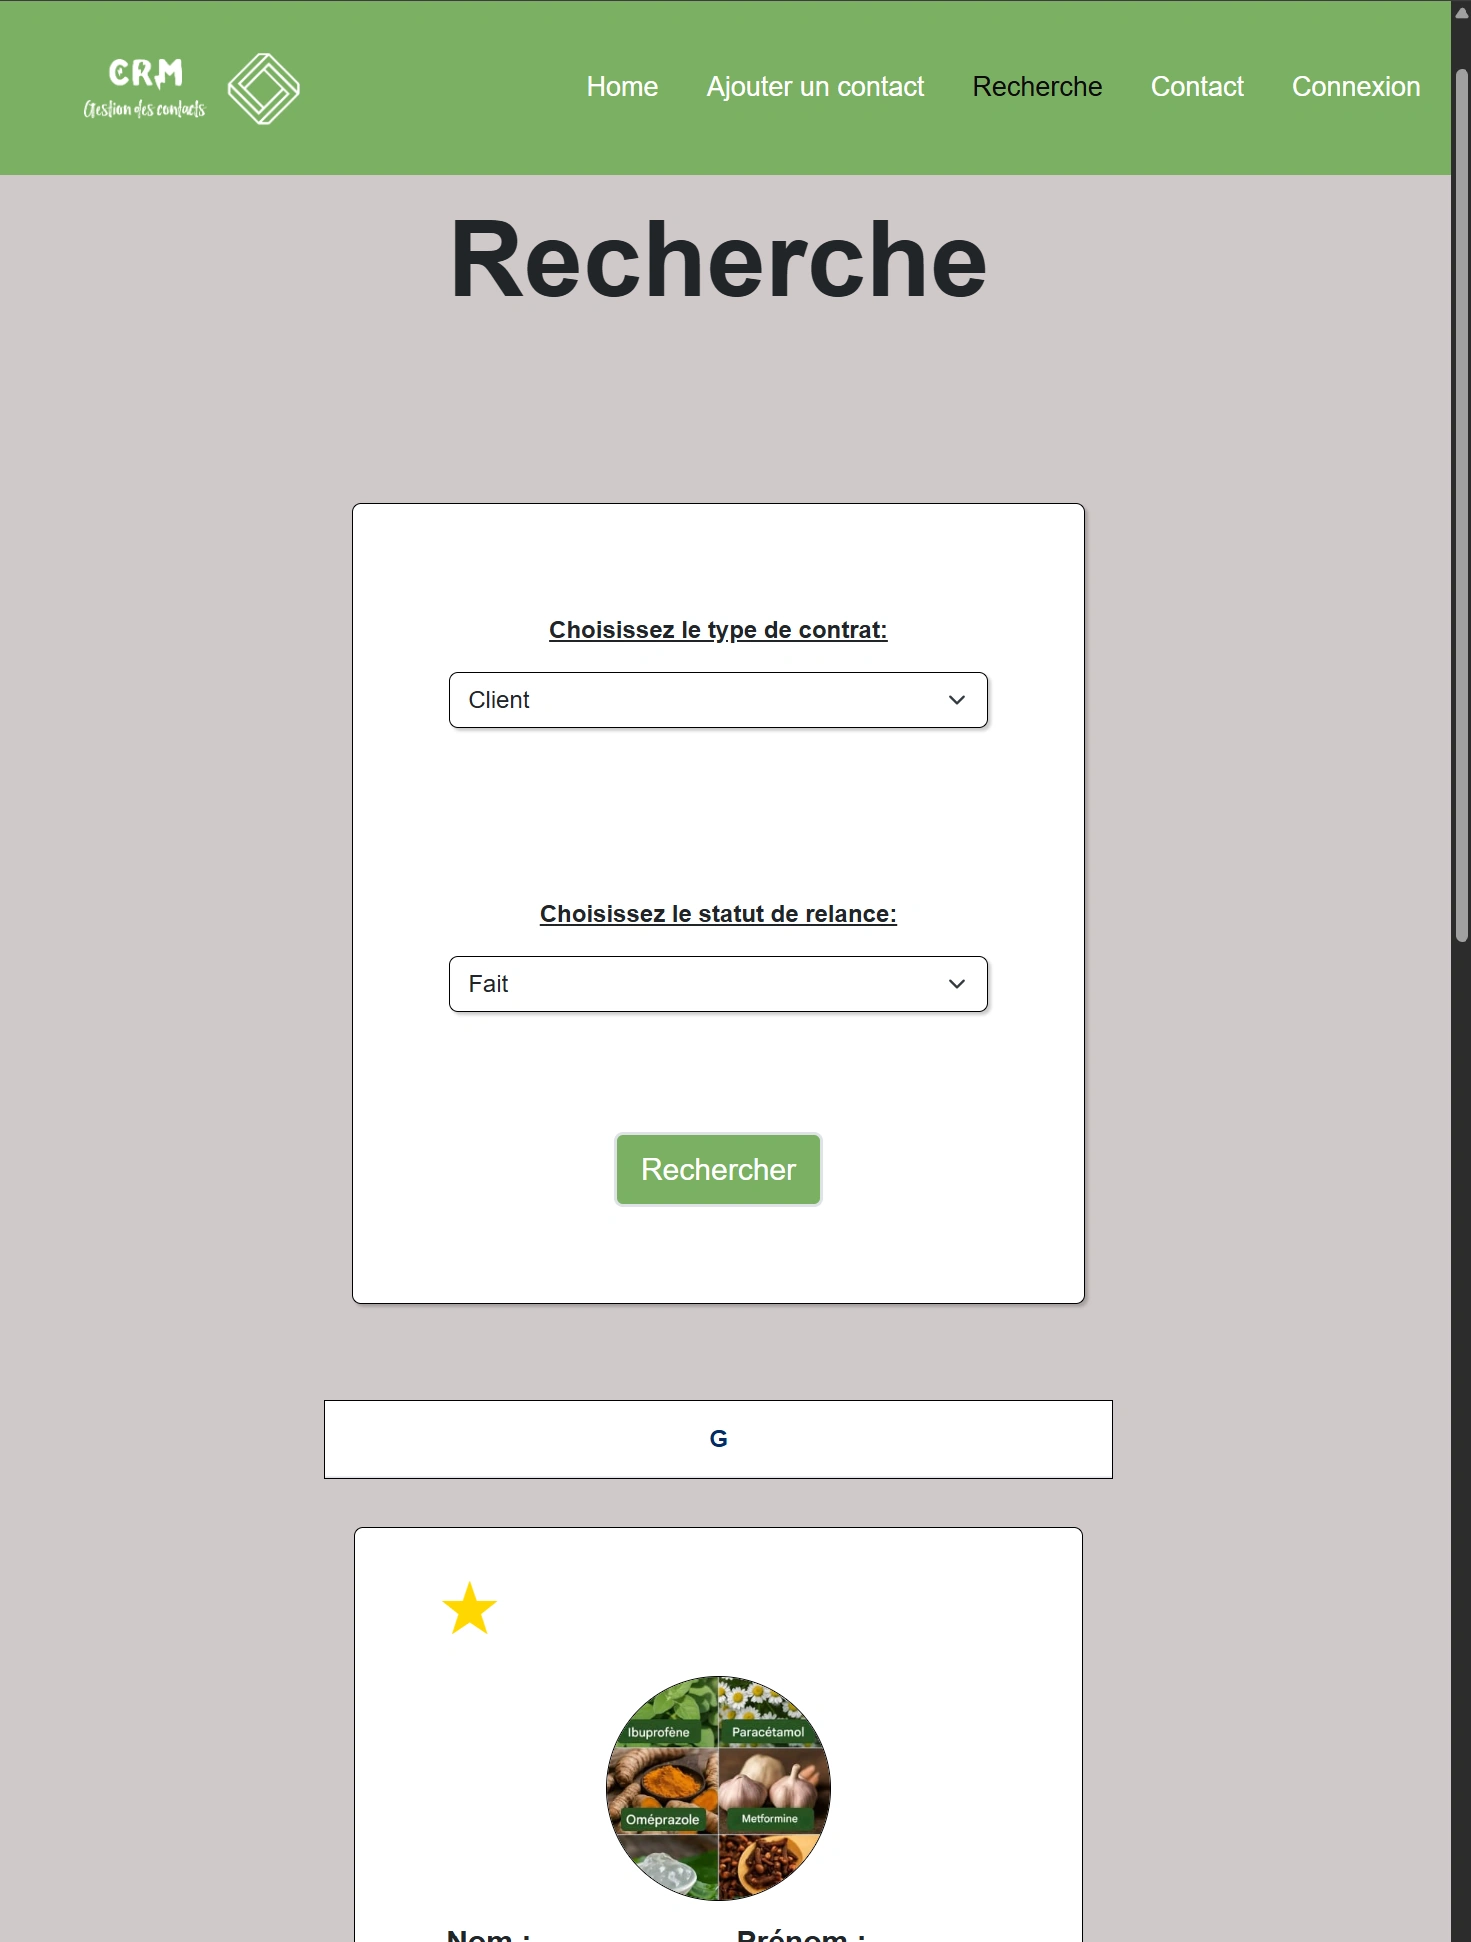 CRM
Gestion des contacts
Home Ajouter un contact Recherche Contact Connexion
Recherche
Choisissez le type de contrat:
Client
Choisissez le statut de relance:
Fait
Rechercher
G
Ibuprofène Paracétamol
Oméprazole Metformine
Nom : Prénom :